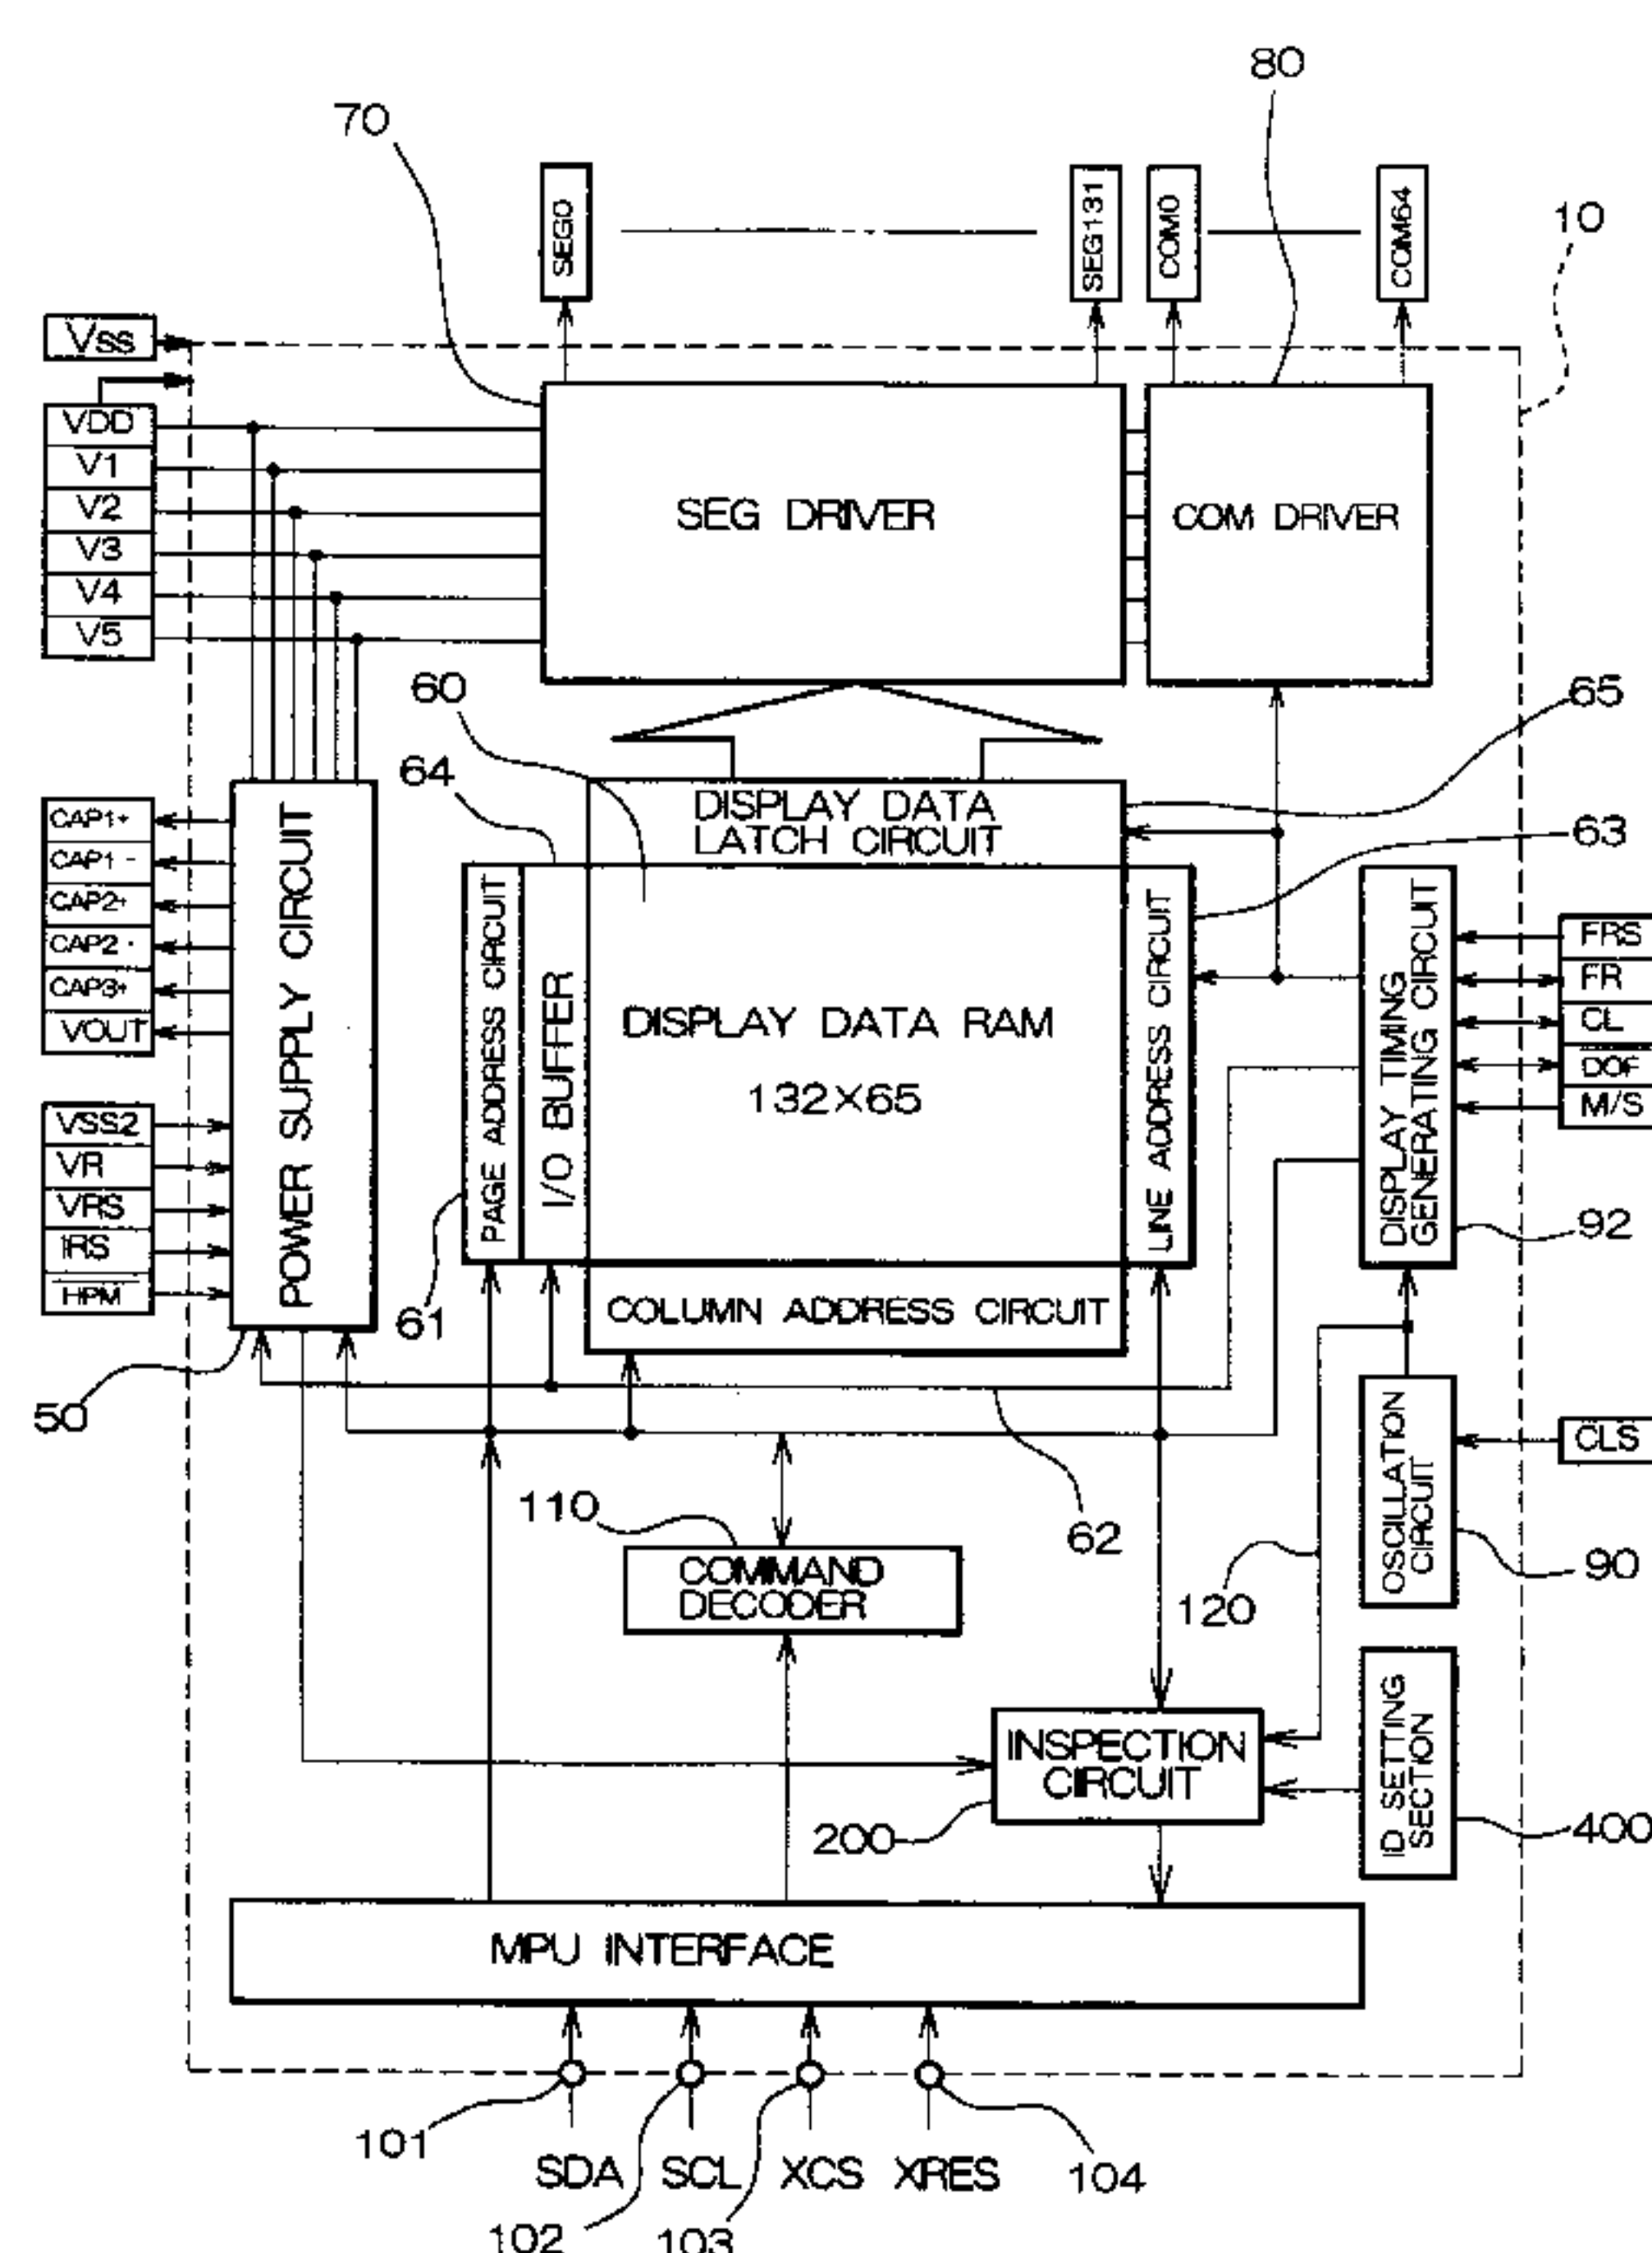 80
70
10
SEG0
SEG131
COM0
COM64
VSS
VDD
V1
V2
V3
V4
V5
SEG DRIVER
COM DRIVER
60
65
64
63
CAP1+
CAP1-
CAP2+
CAP2-
CAP3+
VOUT
VSS2
VR
VRS
IRS
HPM
POWER SUPPLY CIRCUIT
DISPLAY DATA
LATCH CIRCUIT
PAGE ADDRESS CIRCUIT
I/O BUFFER
DISPLAY DATA RAM
132X65
LINE ADDRESS CIRCUIT
DISPLAY TIMING
GENERATING CIRCUIT
FRS
FR
CL
DOF
M/S
92
61
COLUMN ADDRESS CIRCUIT
50
OSCILLATION
CIRCUIT
CLS
62
110
COMMAND
DECODER
120
90
INSPECTION
CIRCUIT
200
ID SETTING
SECTION
400
MPU INTERFACE
101
SDA
SCL
XCS
XRES
104
102
103